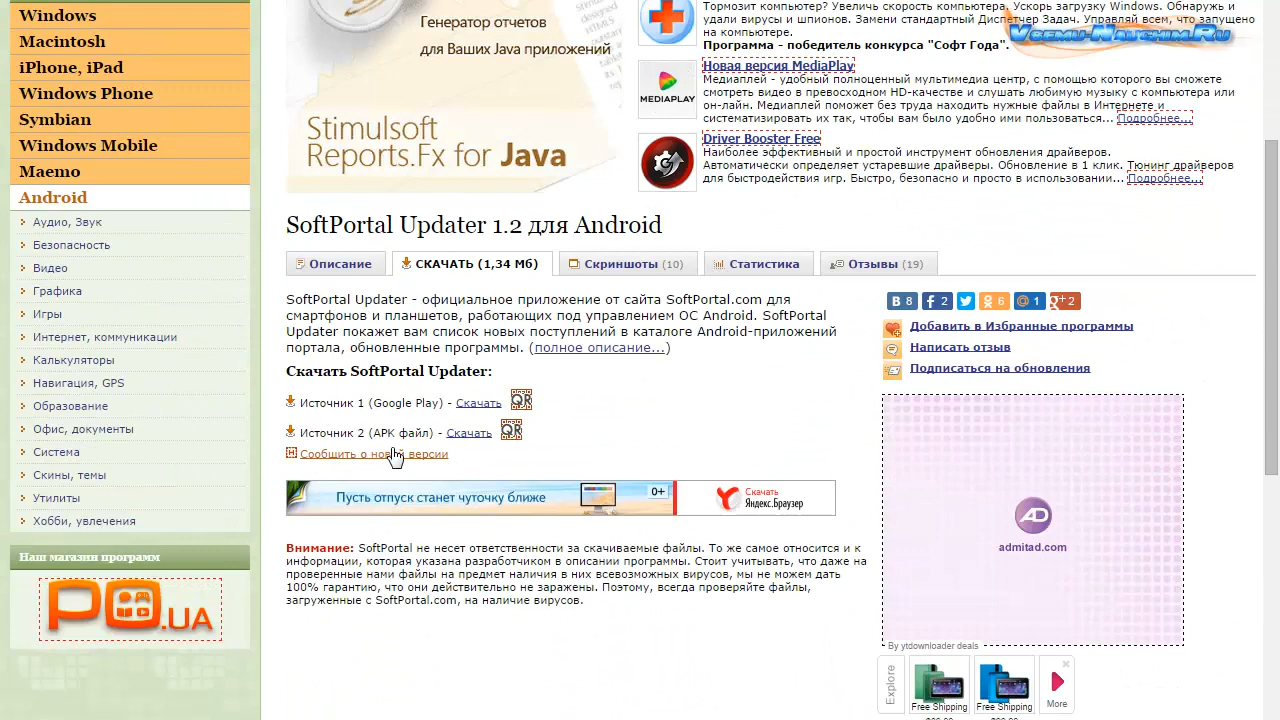 Windows
Macintosh
iPhone, iPad
Windows Phone
Symbian
Windows Mobile
Maemo
Android
Аудио, Звук
Безопасность
Видео
Графика
Игры
Интернет, коммуникации
Калькуляторы
Навигация, GPS
Образование
Офис, документы
Система
Скины, темы
Утилиты
Хобби, увлечения
Наш магазин программ
PO.UA
Генератор отчетов
для Ваших Java приложений
Stimulsoft
Reports.Fx for Java
Тормозит компьютер? Увеличь скорость компьютера. Ускорь загрузку Windows. Обнаружь и
удали вирусы и шпионов. Замени стандартный Диспетчер Задач. Управляй всем, что запущено
на компьютере.
Программа - победитель конкурса "Софт Года".
Vsemu-Nauchim.Ru
MEDIAPLAY
Новая версия MediaPlay
Медиаплей - удобный полноценный мультимедиа центр, с помощью которого вы сможете
смотреть видео в превосходном HD-качестве и слушать любимую музыку с компьютера или
он-лайн. Медиаплей поможет без труда находить нужные файлы в Интернете и
систематизировать их так, чтобы вам было удобно ими пользоваться... Подробнее...
Driver Booster Free
Наиболее эффективный и простой инструмент обновления драйверов.
Автоматически определяет устаревшие драйверы. Обновление в 1 клик. Тюнинг драйверов
для быстродействия игр. Быстро, безопасно и просто в использовании... Подробнее...
SoftPortal Updater 1.2 для Android
Описание
СКАЧАТЬ (1,34 Мб)
Скриншоты (10)
Статистика
Отзывы (19)
SoftPortal Updater - официальное приложение от сайта SoftPortal.com для
смартфонов и планшетов, работающих под управлением ОС Android. SoftPortal
Updater покажет вам список новых поступлений в каталоге Android-приложений
портала, обновленные программы. (полное описание...)
Скачать SoftPortal Updater:
Источник 1 (Google Play) - Скачать QR
Источник 2 (APK файл) - Скачать QR
Сообщить о новой версии
Пусть отпуск станет чуточку ближе
0+
Скачать
Яндекс.Браузер
Внимание: SoftPortal не несет ответственности за скачиваемые файлы. То же самое относится и к
информации, которая указана разработчиком в описании программы. Стоит учитывать, что даже на
проверенные нами файлы на предмет наличия в них всевозможных вирусов, мы не можем дать
100% гарантию, что они действительно не заражены. Поэтому, всегда проверяйте файлы,
загруженные с SoftPortal.com, на наличие вирусов.
B 8
f 2
6
@ 1
g+ 2
Добавить в Избранные программы
Написать отзыв
Подписаться на обновления
AD
admitad.com
By ytdownloader deals
Explore
Free Shipping
Free Shipping
More